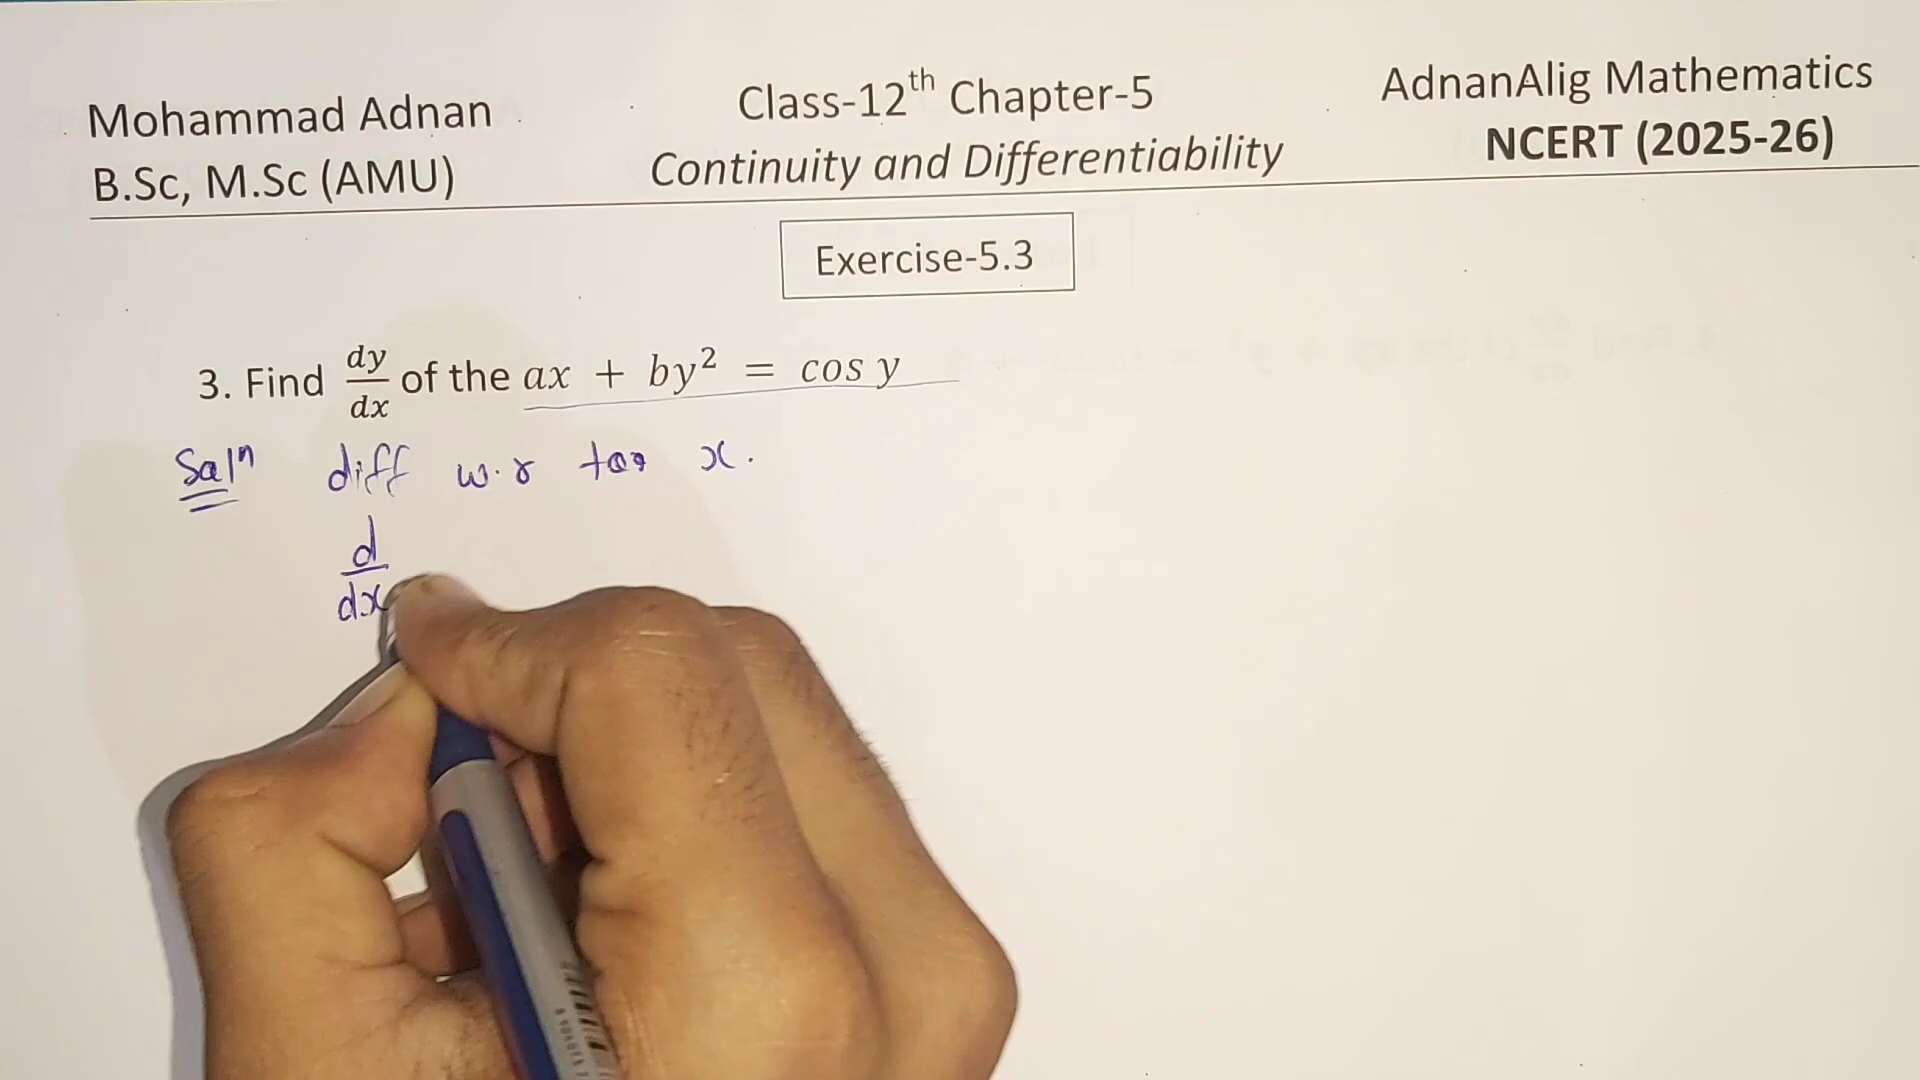 Mohammad Adnan
B.Sc, M.Sc (AMU)
Class-12th Chapter-5
Continuity and Differentiability
AdnanAlig Mathematics
NCERT (2025-26)
Exercise-5.3
3. Find dy/dx of the ax + by² = cos y
Solⁿ diff w.r to x.
d/dx